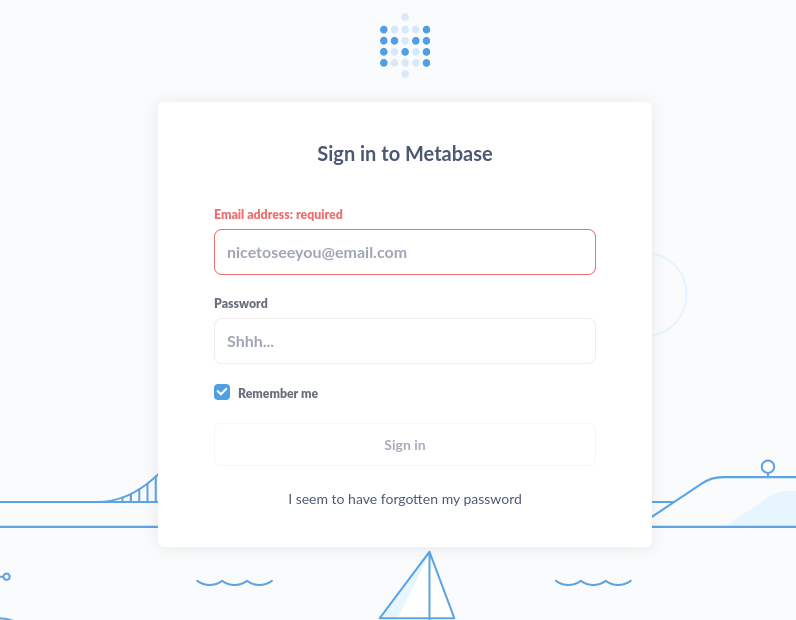 Sign in to Metabase
Email address: required
nicetoseeyou@email.com
Password
Shhh...
Remember me
Sign in
I seem to have forgotten my password